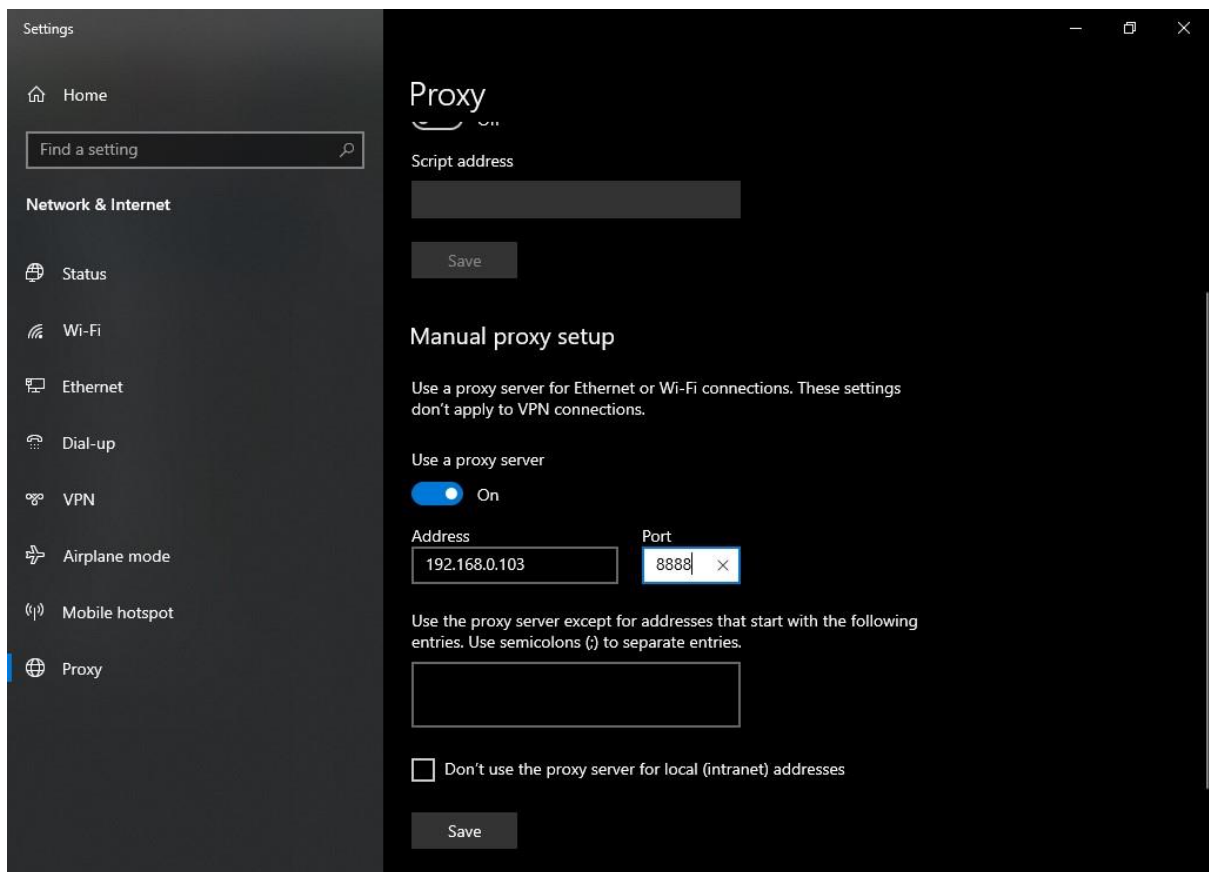 Settings
Home
Find a setting
Network & Internet
Status
Wi-Fi
Ethernet
Dial-up
VPN
Airplane mode
Mobile hotspot
Proxy
Proxy
Off
Script address
Save
Manual proxy setup
Use a proxy server for Ethernet or Wi-Fi connections. These settings
don't apply to VPN connections.
Use a proxy server
On
Address Port
192.168.0.103 8888
Use the proxy server except for addresses that start with the following
entries. Use semicolons (;) to separate entries.
Don't use the proxy server for local (intranet) addresses
Save